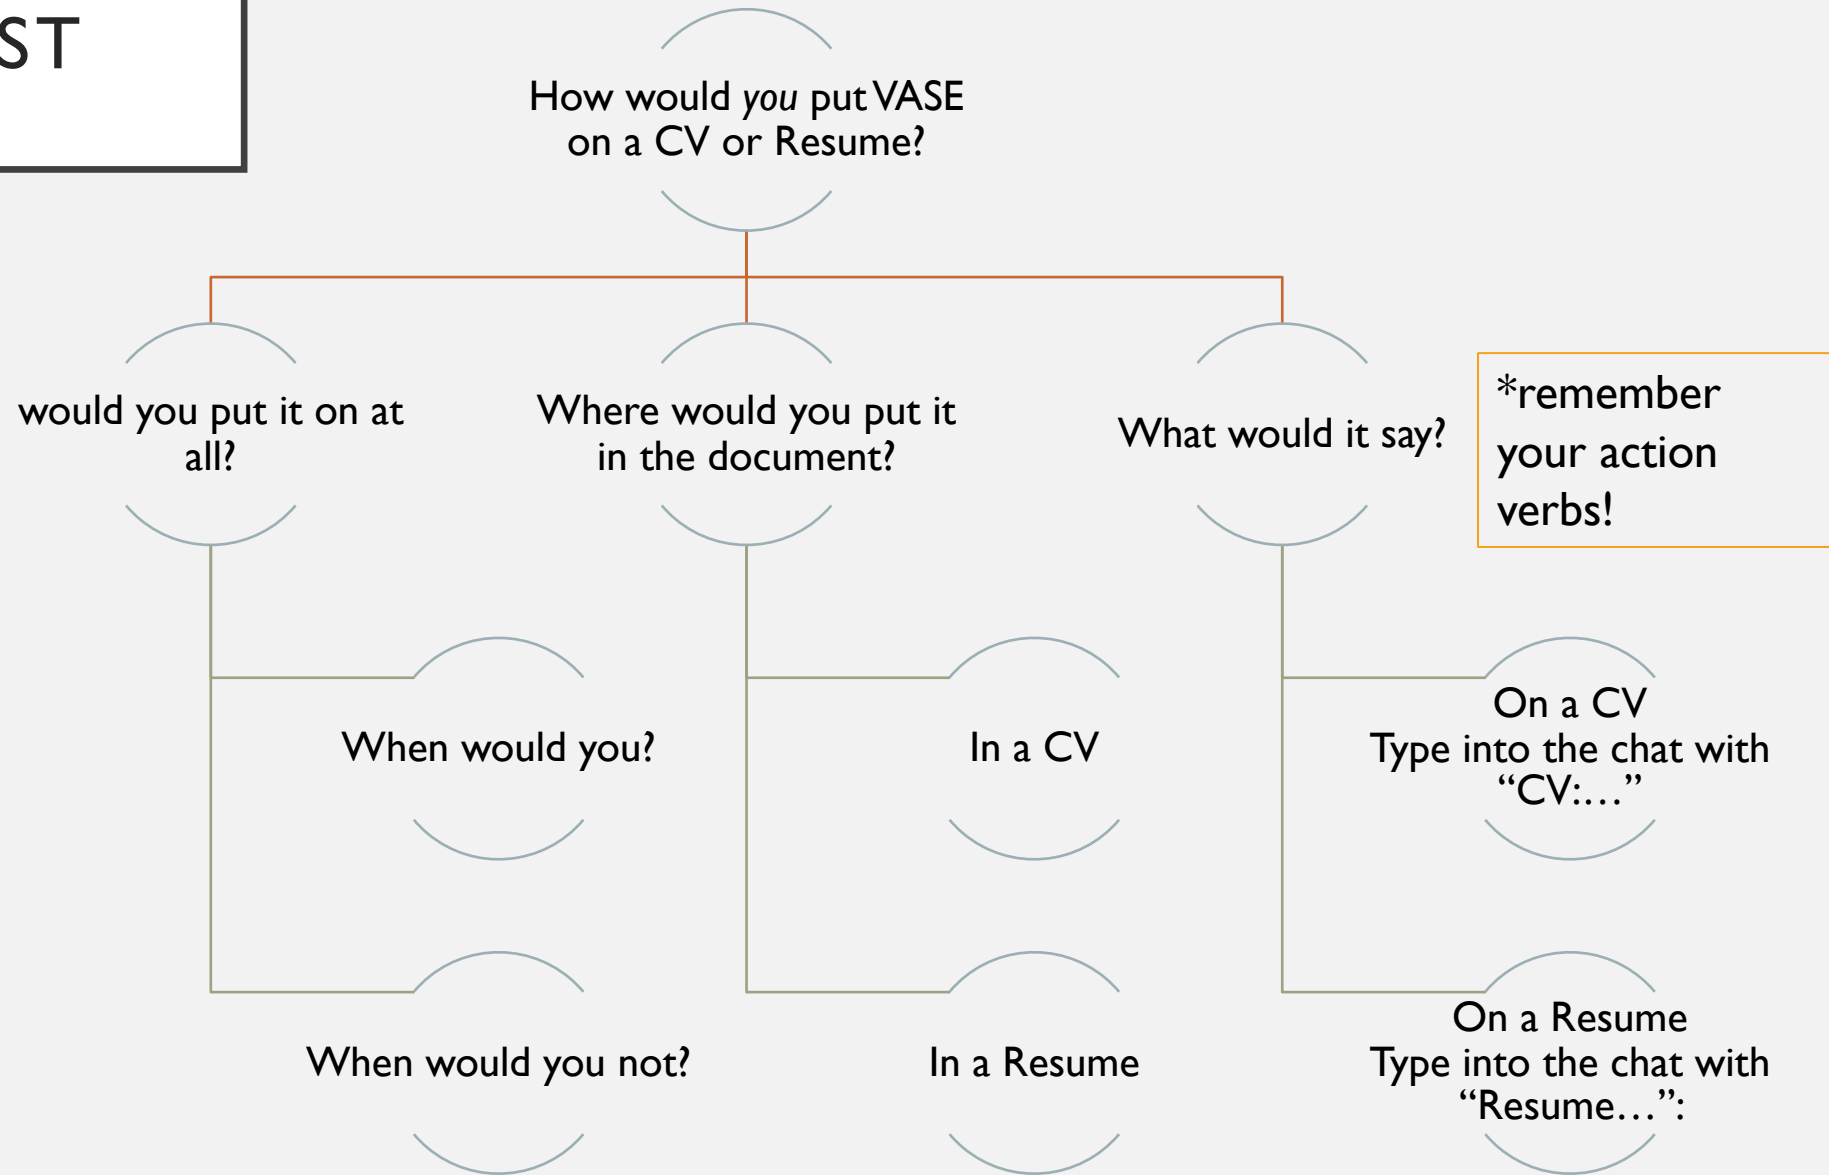 ST
How would you put VASE
on a CV or Resume?
would you put it on at
all?
Where would you put it
in the document?
What would it say?
*remember
your action
verbs!
When would you?
In a CV
On a CV
Type into the chat with
“CV:…”
When would you not?
In a Resume
On a Resume
Type into the chat with
“Resume…”: